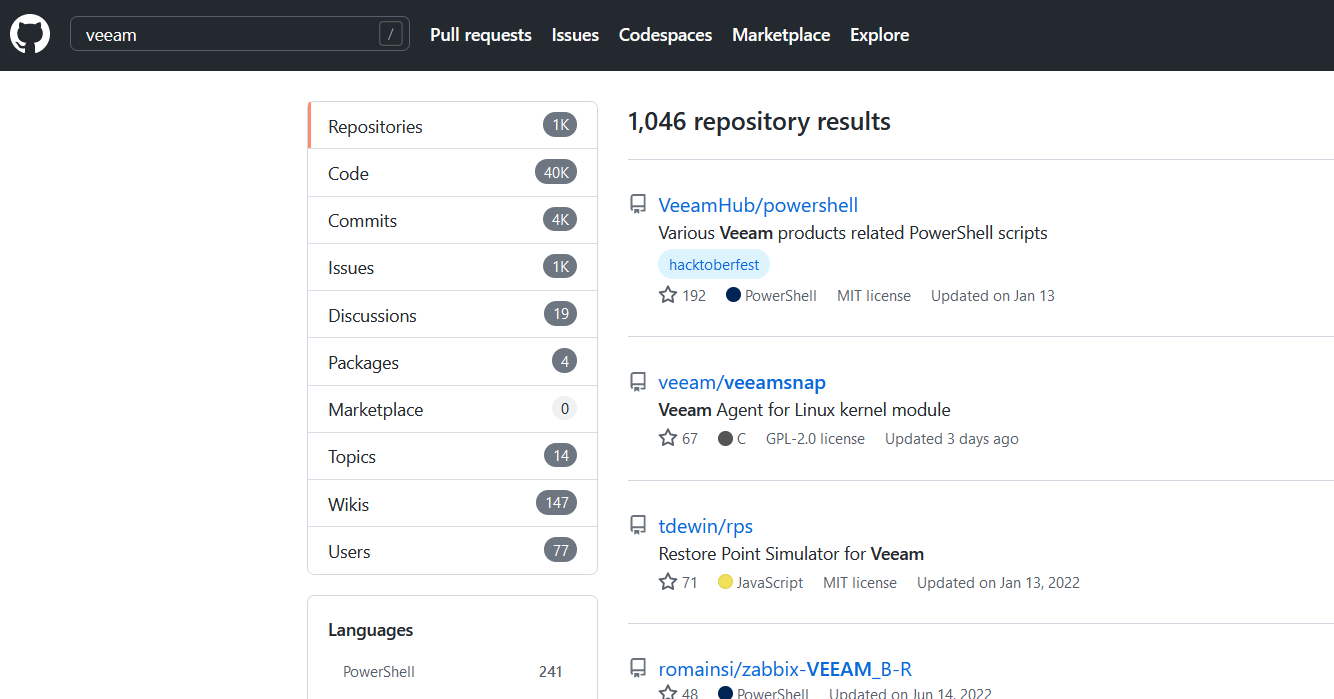 veeam /
Pull requests Issues Codespaces Marketplace Explore
Repositories 1K
Code 40K
Commits 4K
Issues 1K
Discussions 19
Packages 4
Marketplace 0
Topics 14
Wikis 147
Users 77
Languages
PowerShell 241
1,046 repository results
VeeamHub/powershell
Various Veeam products related PowerShell scripts
hacktoberfest
192 PowerShell MIT license Updated on Jan 13
veeam/veeamsnap
Veeam Agent for Linux kernel module
67 C GPL-2.0 license Updated 3 days ago
tdewin/rps
Restore Point Simulator for Veeam
71 JavaScript MIT license Updated on Jan 13, 2022
romainsi/zabbix-VEEAM_B-R
48 PowerShell Updated on Jun 14, 2022